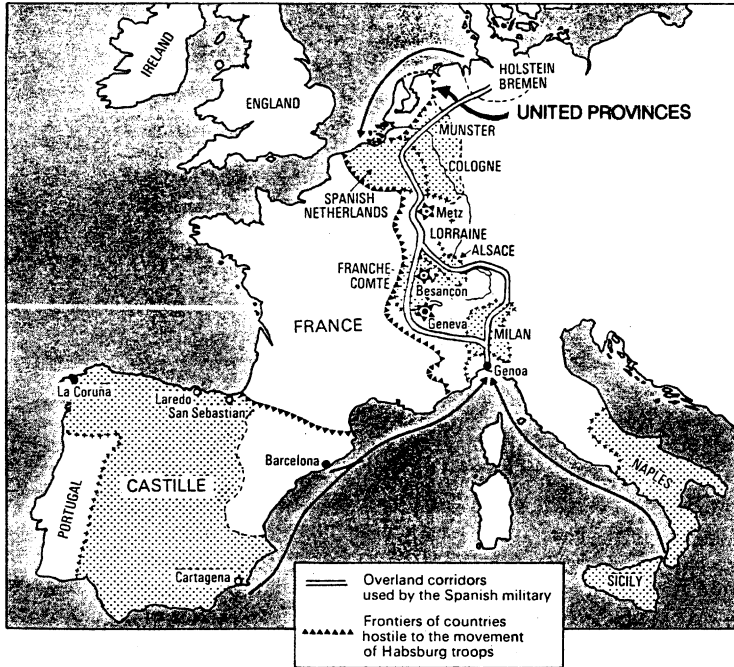 IRELAND
ENGLAND
HOLSTEIN
BREMEN
UNITED PROVINCES
MUNSTER
COLOGNE
SPANISH
NETHERLANDS
Metz
LORRAINE
ALSACE
FRANCHE-
COMTE
Besançon
FRANCE
Geneva
MILAN
Genoa
La Coruña
Laredo
San Sebastian
Barcelona
NAPLES
PORTUGAL
CASTILLE
Cartagena
SICILY
Overland corridors
used by the Spanish military
Frontiers of countries
hostile to the movement
of Habsburg troops